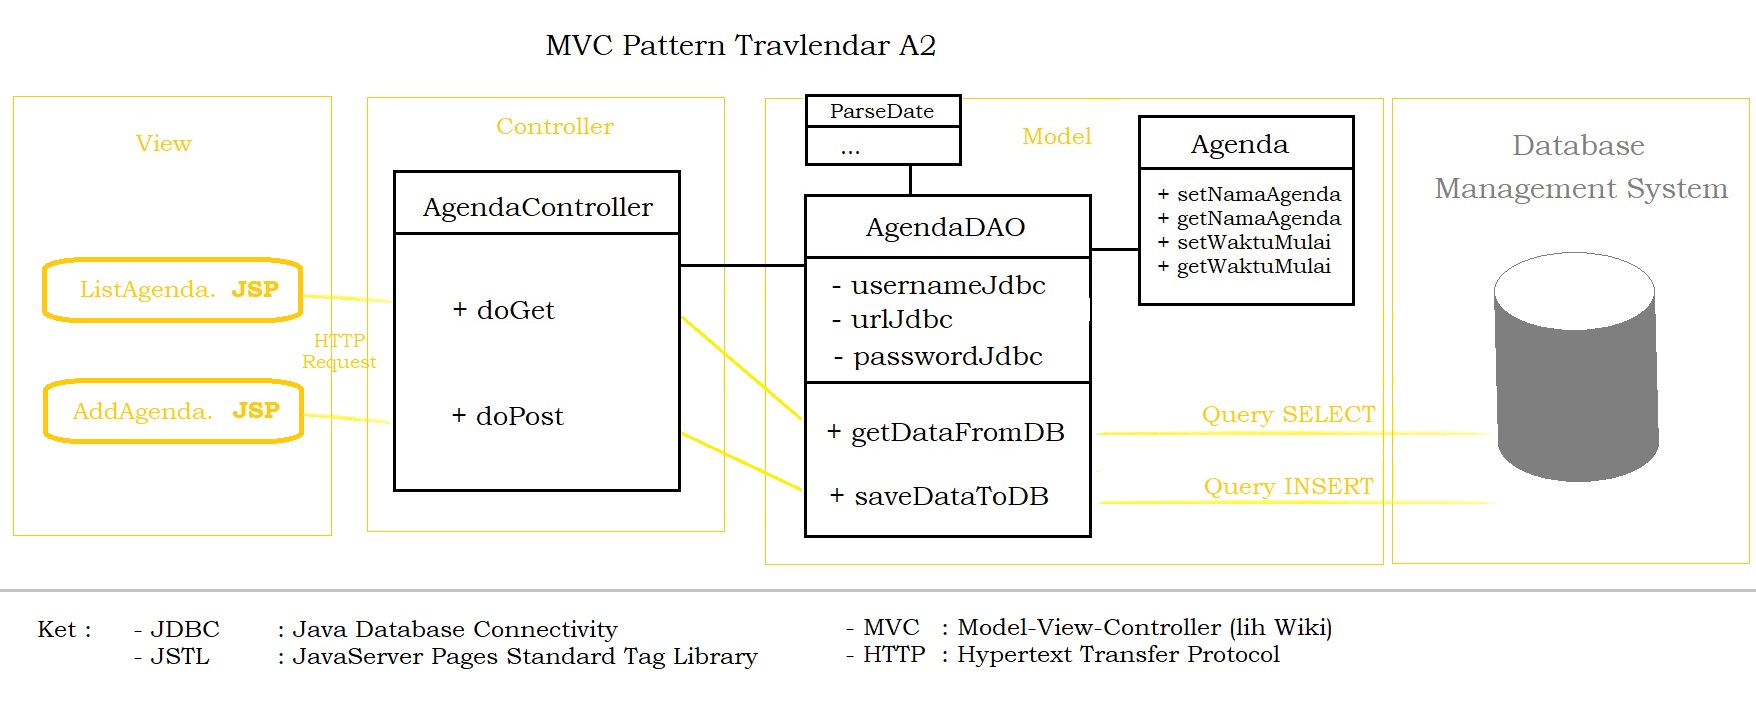 MVC Pattern Travlendar A2
View
ListAgenda. JSP
AddAgenda. JSP
HTTP
Request
Controller
AgendaController
+ doGet
+ doPost
Model
ParseDate
...
AgendaDAO
- usernameJdbc
- urlJdbc
- passwordJdbc
+ getDataFromDB
+ saveDataToDB
Agenda
+ setNamaAgenda
+ getNamaAgenda
+ setWaktuMulai
+ getWaktuMulai
Query SELECT
Query INSERT
Database
Management System
Ket : - JDBC : Java Database Connectivity
- JSTL : JavaServer Pages Standard Tag Library
- MVC : Model-View-Controller (lih Wiki)
- HTTP : Hypertext Transfer Protocol